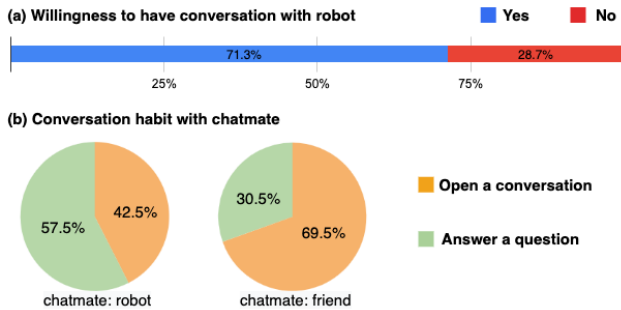 (a) Willingness to have conversation with robot
Yes
No
71.3%
28.7%
25%
50%
75%
(b) Conversation habit with chatmate
57.5%
42.5%
30.5%
69.5%
Open a conversation
Answer a question
chatmate: robot
chatmate: friend